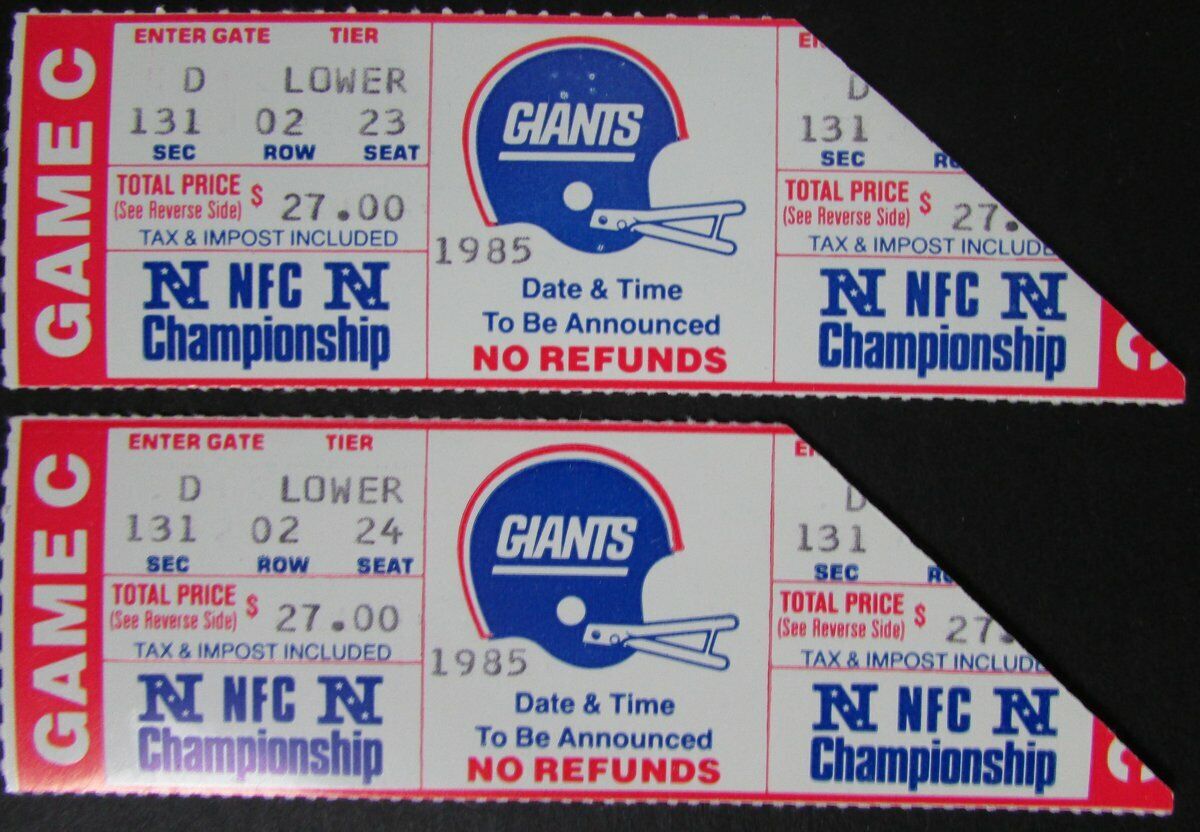 GAME C
ENTER GATE TIER
D LOWER
131 02 23
SEC ROW SEAT
TOTAL PRICE $ 27.00
(See Reverse Side)
TAX & IMPOST INCLUDED
NFC
Championship
GIANTS
1985
Date & Time
To Be Announced
NO REFUNDS
D
131
SEC
TOTAL PRICE $ 27.
(See Reverse Side)
TAX & IMPOST INCLUDE
NFC
Championship
GAME C
ENTER GATE TIER
D LOWER
131 02 24
SEC ROW SEAT
TOTAL PRICE $ 27.00
(See Reverse Side)
TAX & IMPOST INCLUDED
NFC
Championship
GIANTS
1985
Date & Time
To Be Announced
NO REFUNDS
D
131
SEC
TOTAL PRICE $ 27.
(See Reverse Side)
TAX & IMPOST INCLUDE
NFC
Championship